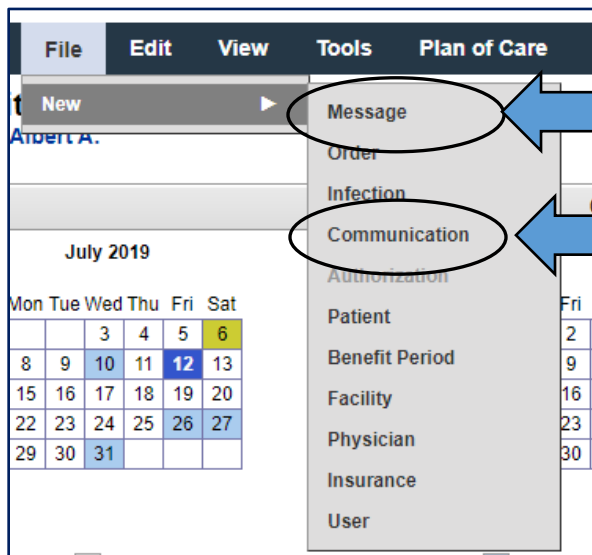 File Edit View Tools Plan of Care
New
Albert A.
Message
Order
Infection
Communication
Authorization
Patient
Benefit Period
Facility
Physician
Insurance
User
July 2019
Mon Tue Wed Thu Fri Sat
3 4 5 6
8 9 10 11 12 13
15 16 17 18 19 20
22 23 24 25 26 27
29 30 31
Fri
2
9
16
23
30